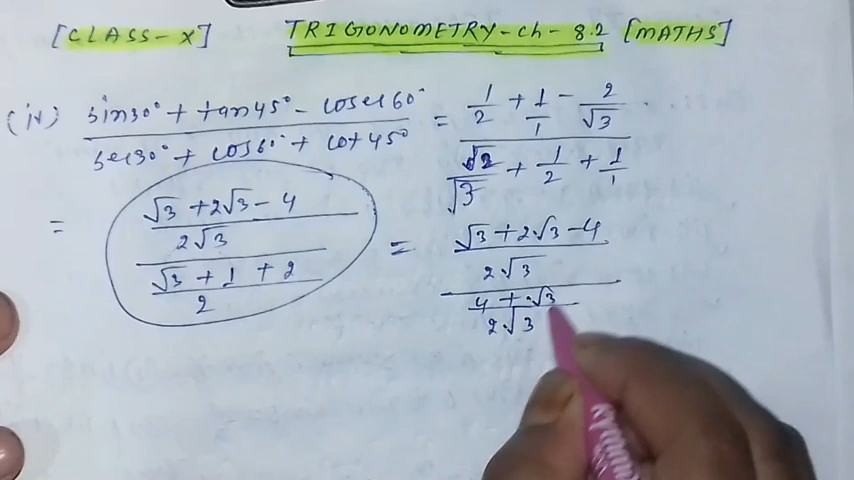 [CLASS-X] TRIGONOMETRY-Ch-8.2 [MATHS]
(iv) sin30° + tan45° - cosec60° / sec30° + cos60° + cot45° = 1/2 + 1/1 - 2/√3 / 2/√3 + 1/2 + 1/1
= √3 + 2√3 - 4 / 2√3 / √3 + 1 + 2 / 2 = √3 + 2√3 - 4 / 2√3 / 4 + √3 / 2√3